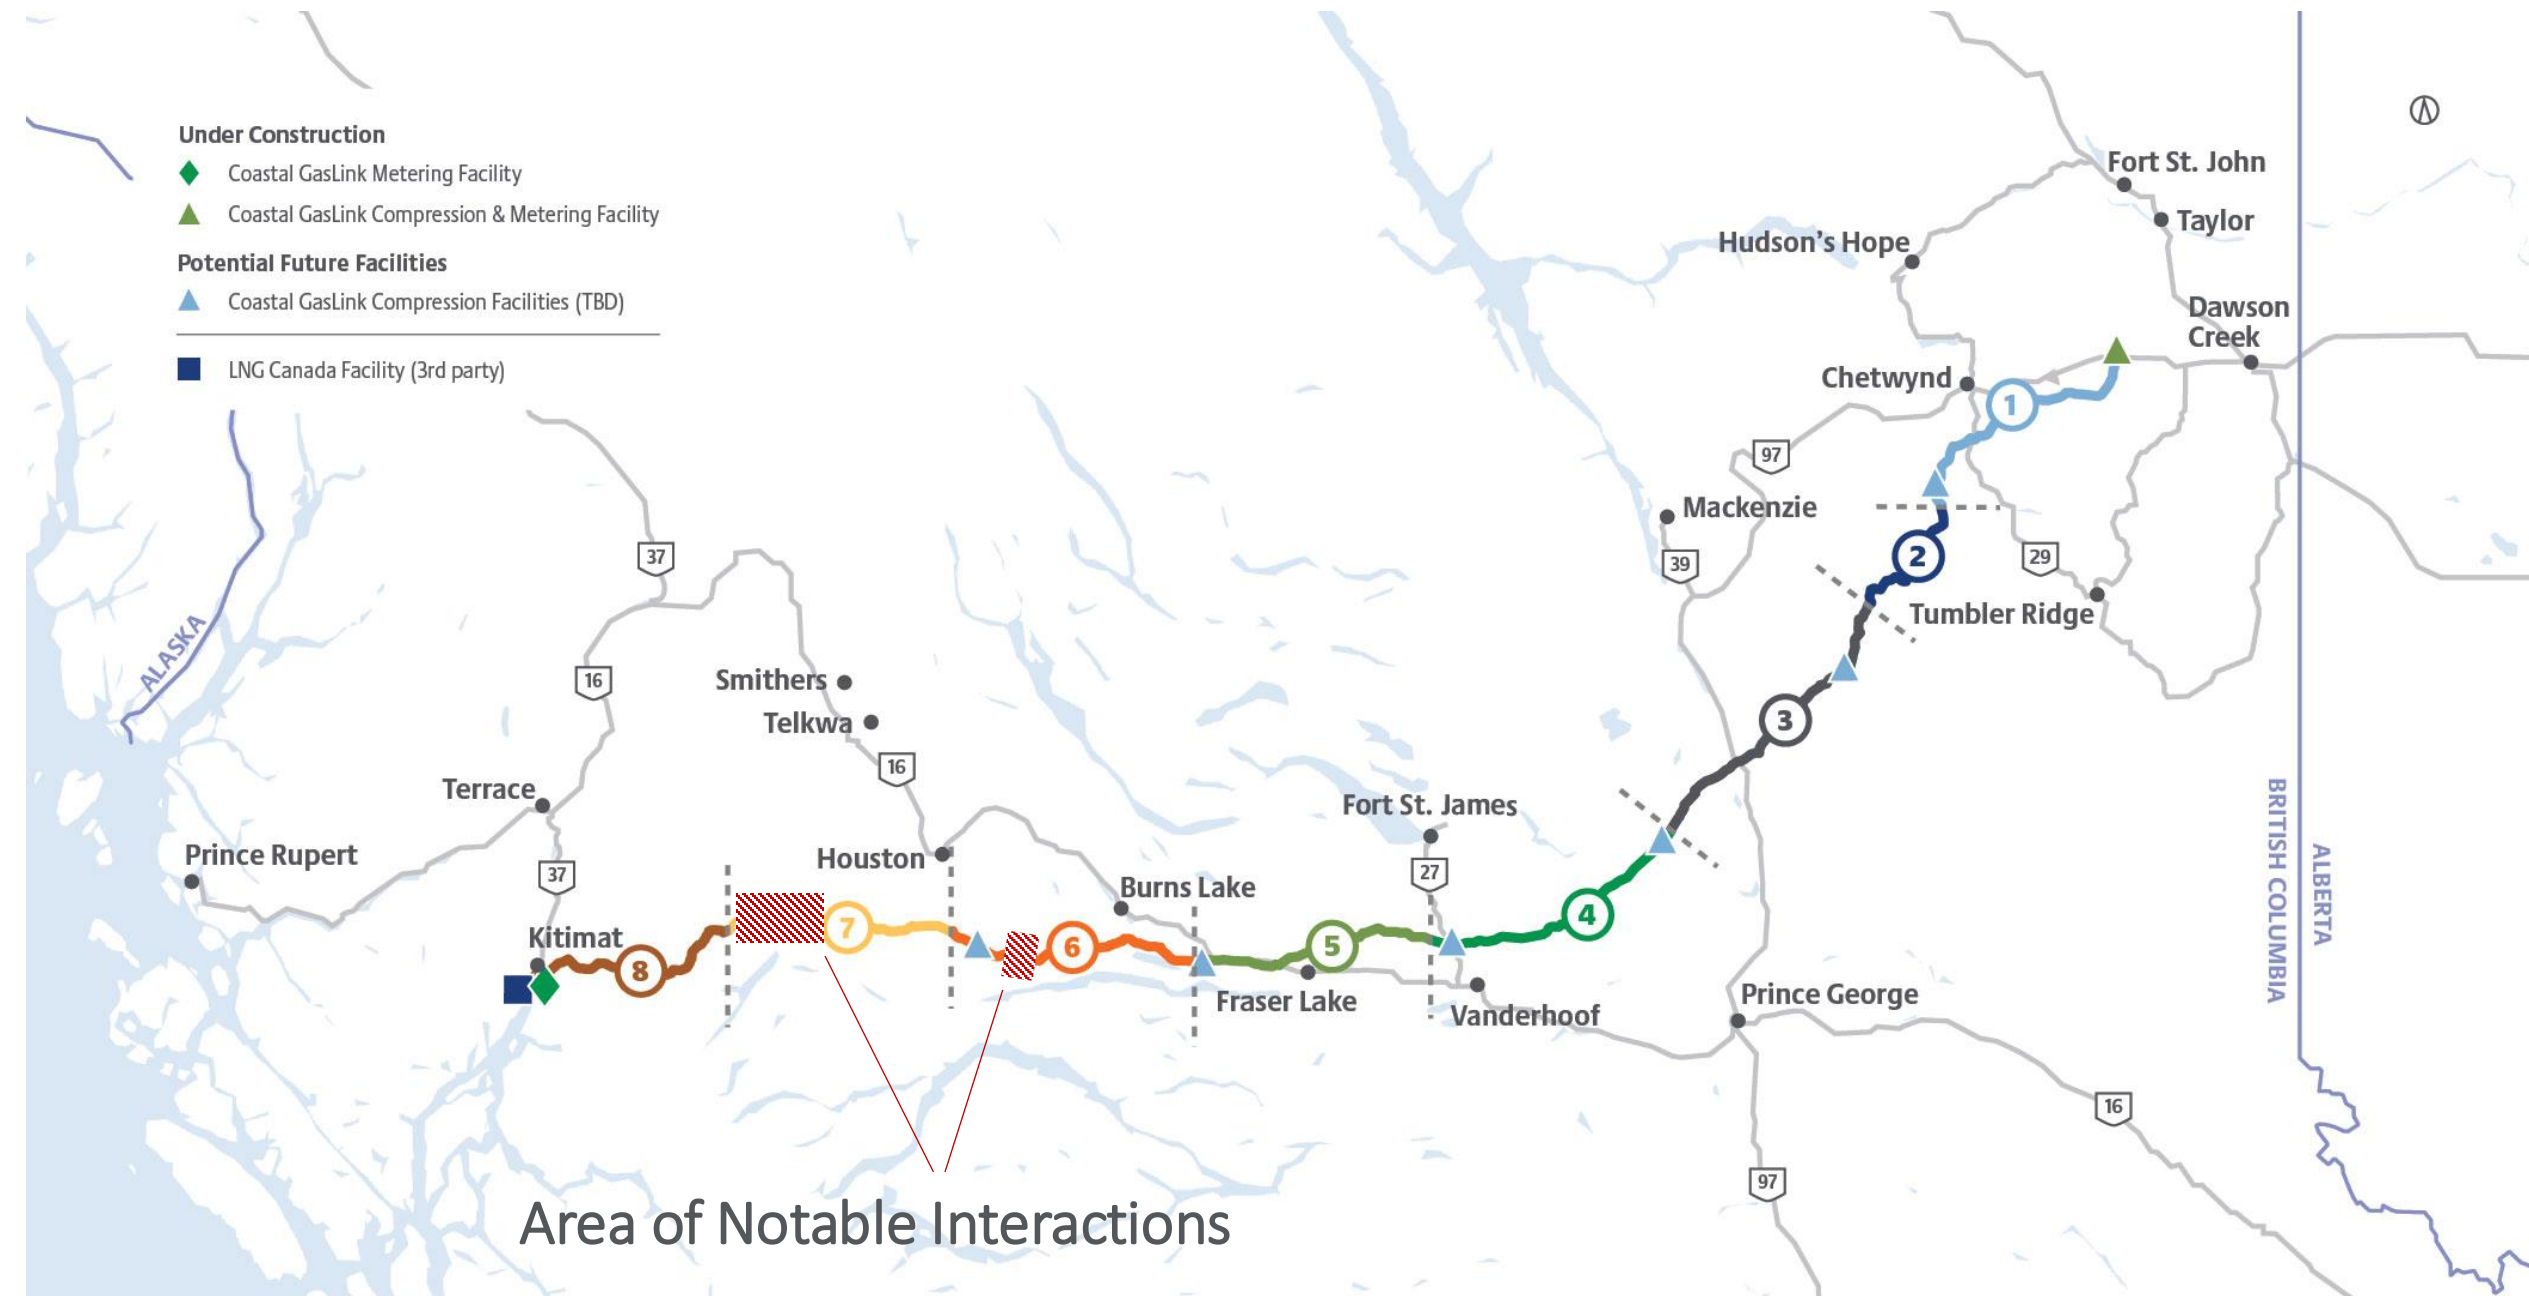 Under Construction
Coastal GasLink Metering Facility
Coastal GasLink Compression & Metering Facility
Potential Future Facilities
Coastal GasLink Compression Facilities (TBD)
LNG Canada Facility (3rd party)
Fort St. John
Taylor
Hudson's Hope
Dawson
Creek
Chetwynd
1
97
Mackenzie
39
2
29
Tumbler Ridge
37
ALASKA
16
Smithers
Telkwa
16
3
Terrace
Fort St. James
BRITISH COLUMBIA
ALBERTA
Prince Rupert
37
Houston
27
Burns Lake
Kitimat
8
7
6
5
4
Fraser Lake
Vanderhoof
Prince George
16
97
Area of Notable Interactions